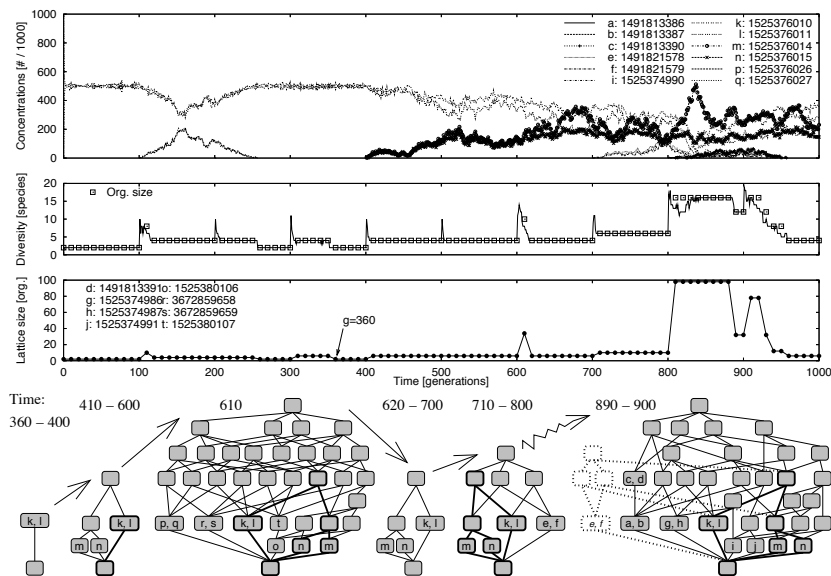 Concentrations [# / 1000]
1000
800
600
400
200
0
a: 1491813386
b: 1491813387
c: 1491813390
e: 1491821578
f: 1491821579
i: 1525374990
k: 1525376010
l: 1525376011
m: 1525376014
n: 1525376015
p: 1525376026
q: 1525376027
Diversity [species]
20
15
10
5
0
Org. size
Lattice size [org.]
100
80
60
40
20
0
d: 1491813391o: 1525380106
g: 1525374986r: 3672859658
h: 1525374987s: 3672859659
j: 1525374991 t: 1525380107
g=360
0 100 200 300 400 500 600 700 800 900 1000
Time [generations]
Time:
360 – 400
410 – 600
610
620 – 700
710 – 800
890 – 900
k, l
k, l
m n
p, q r, s k, l t
o n m
k, l
m n
k, l e, f
m n
c, d
e, f a, b g, h k, l
i j m n